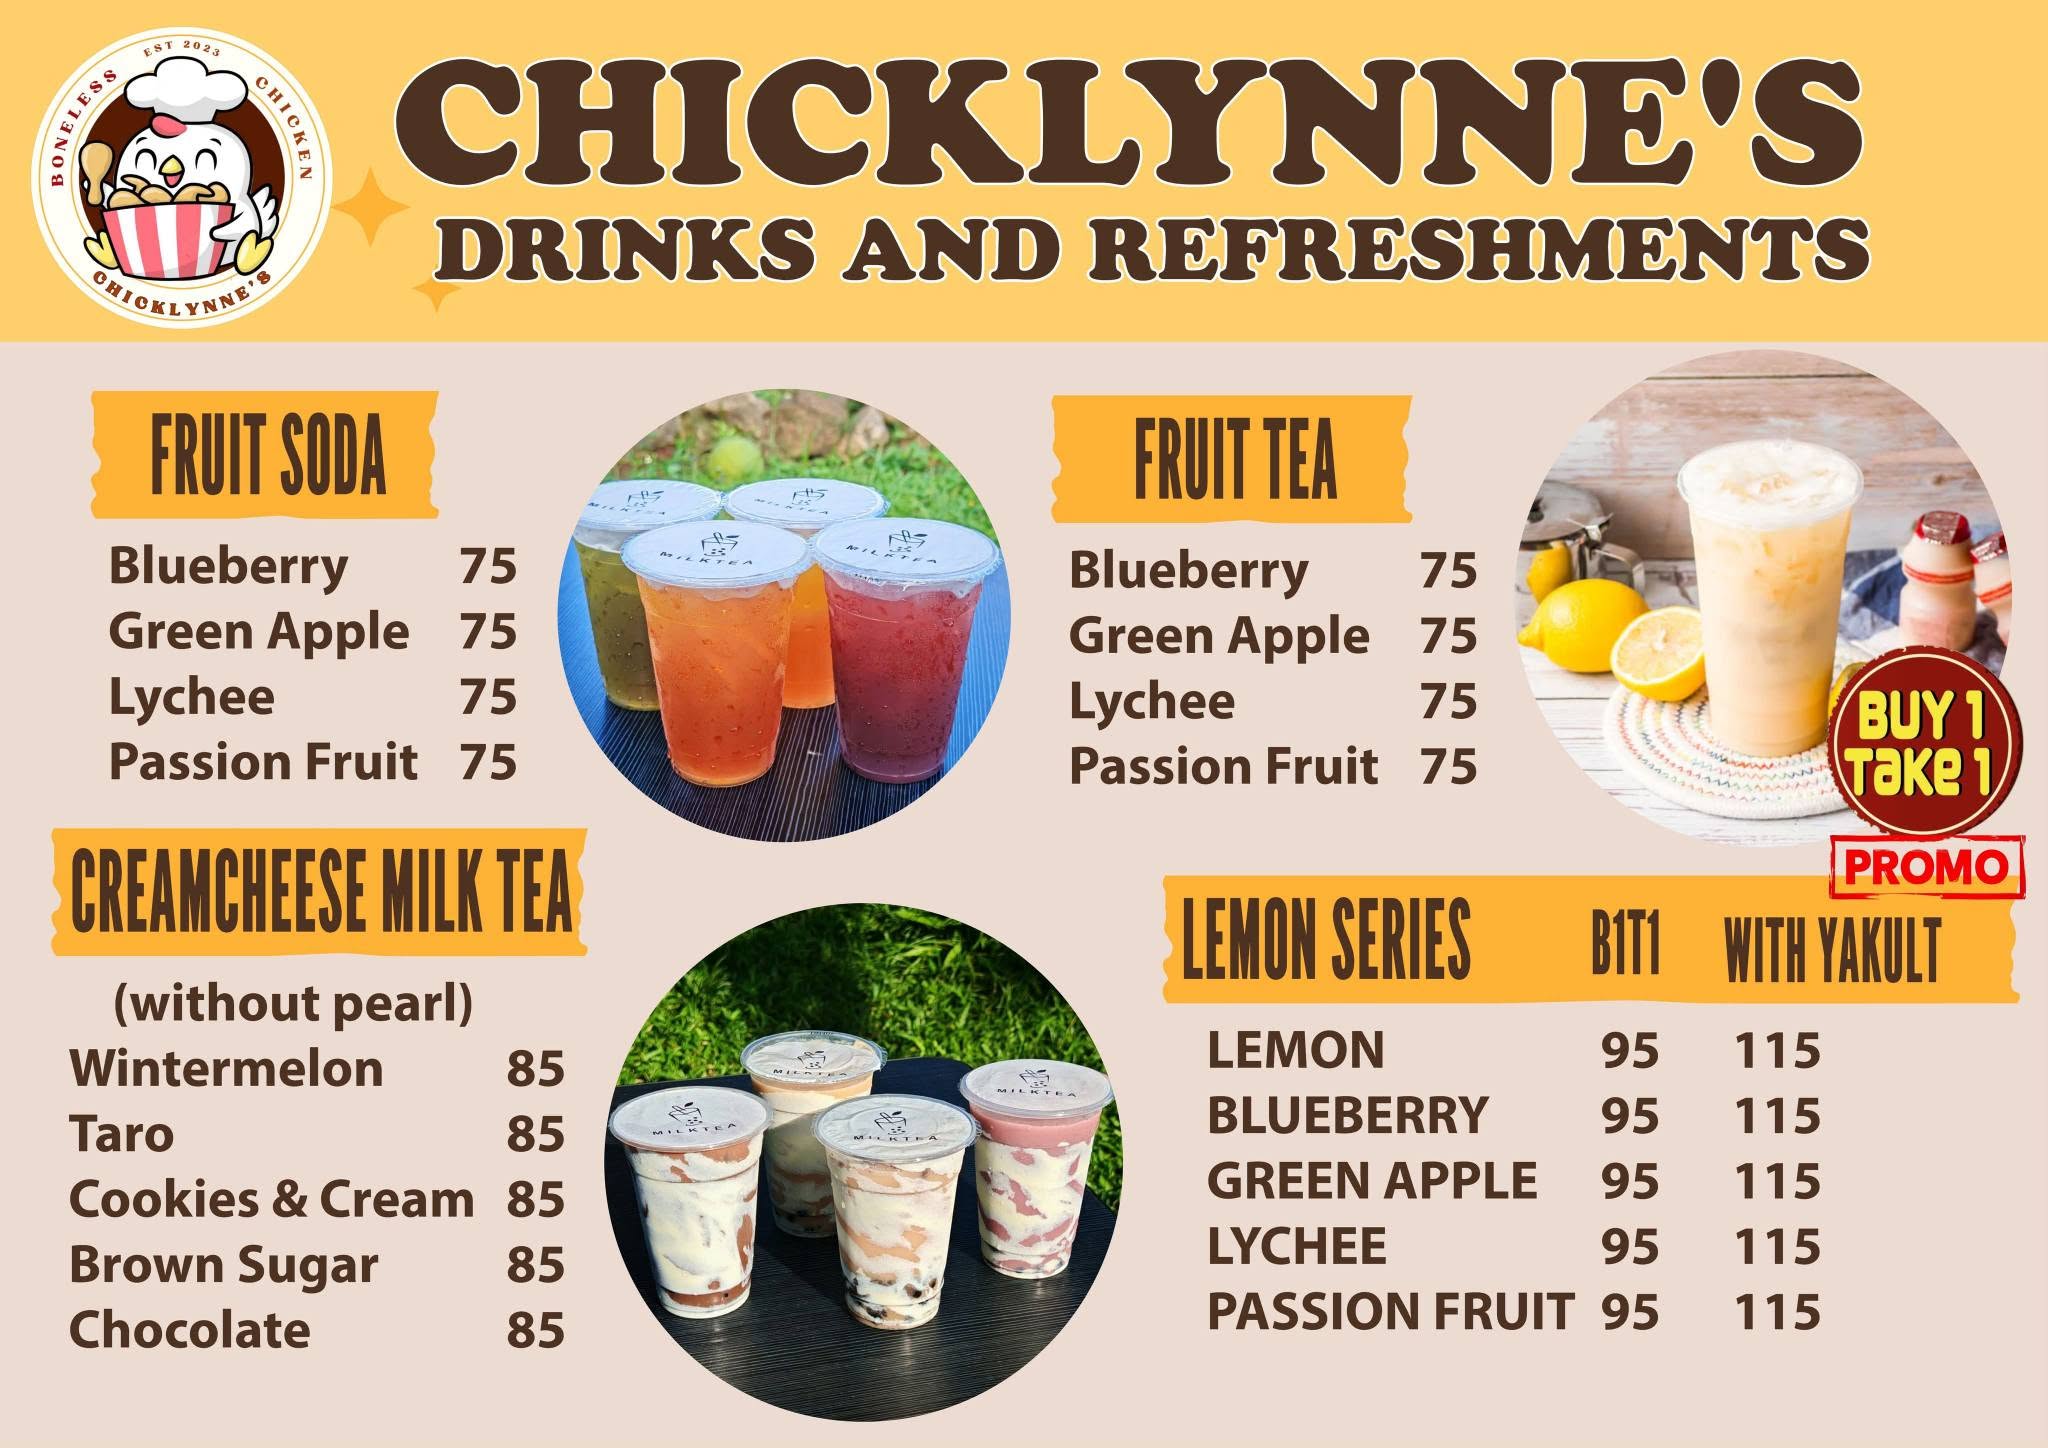 BONELESS EST 2023 CHICKEN
CHICKLYNNE'S
CHICKLYNNE'S
DRINKS AND REFRESHMENTS
FRUIT SODA
Blueberry 75
Green Apple 75
Lychee 75
Passion Fruit 75
MILKTEA
MILKTEA
MILKTEA
MILKTEA
FRUIT TEA
Blueberry 75
Green Apple 75
Lychee 75
Passion Fruit 75
BUY 1
Take 1
PROMO
CREAMCHEESE MILK TEA
(without pearl)
Wintermelon 85
Taro 85
Cookies & Cream 85
Brown Sugar 85
Chocolate 85
MILKTEA
MILKTEA
MILKTEA
MILKTEA
LEMON SERIES B1T1 WITH YAKULT
LEMON 95 115
BLUEBERRY 95 115
GREEN APPLE 95 115
LYCHEE 95 115
PASSION FRUIT 95 115